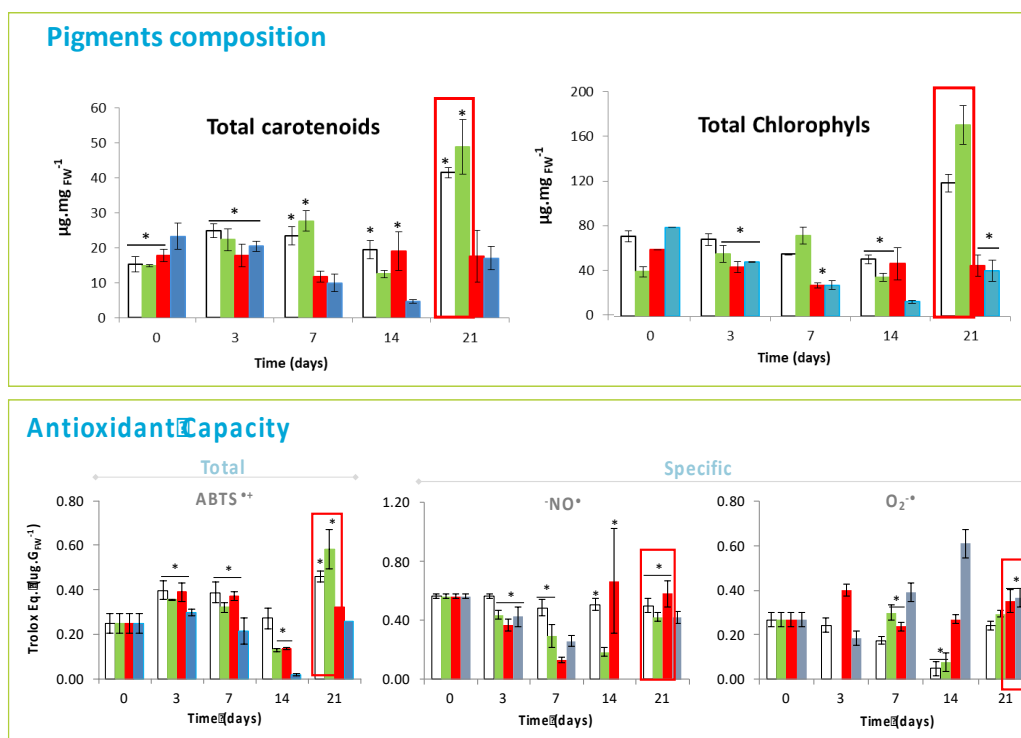 Pigments composition
Total carotenoids
µg.mg FW-1
60
50
40
30
20
10
0
* * * * * * * *
0 3 7 14 21
Time (days)
Total Chlorophyls
µg.mg FW-1
200
160
120
80
40
0
* * * *
0 3 7 14 21
Time (days)
Antioxidant Capacity
Total
ABTS •+
Trolox Eq. (µg.GFW-1)
0.80
0.60
0.40
0.20
0.00
* * * * *
0 3 7 14 21
Time (days)
Specific
-NO•
1.20
0.80
0.40
0.00
* * * * *
0 3 7 14 21
Time (days)
O2-•
0.80
0.60
0.40
0.20
0.00
* * *
0 3 7 14 21
Time (days)